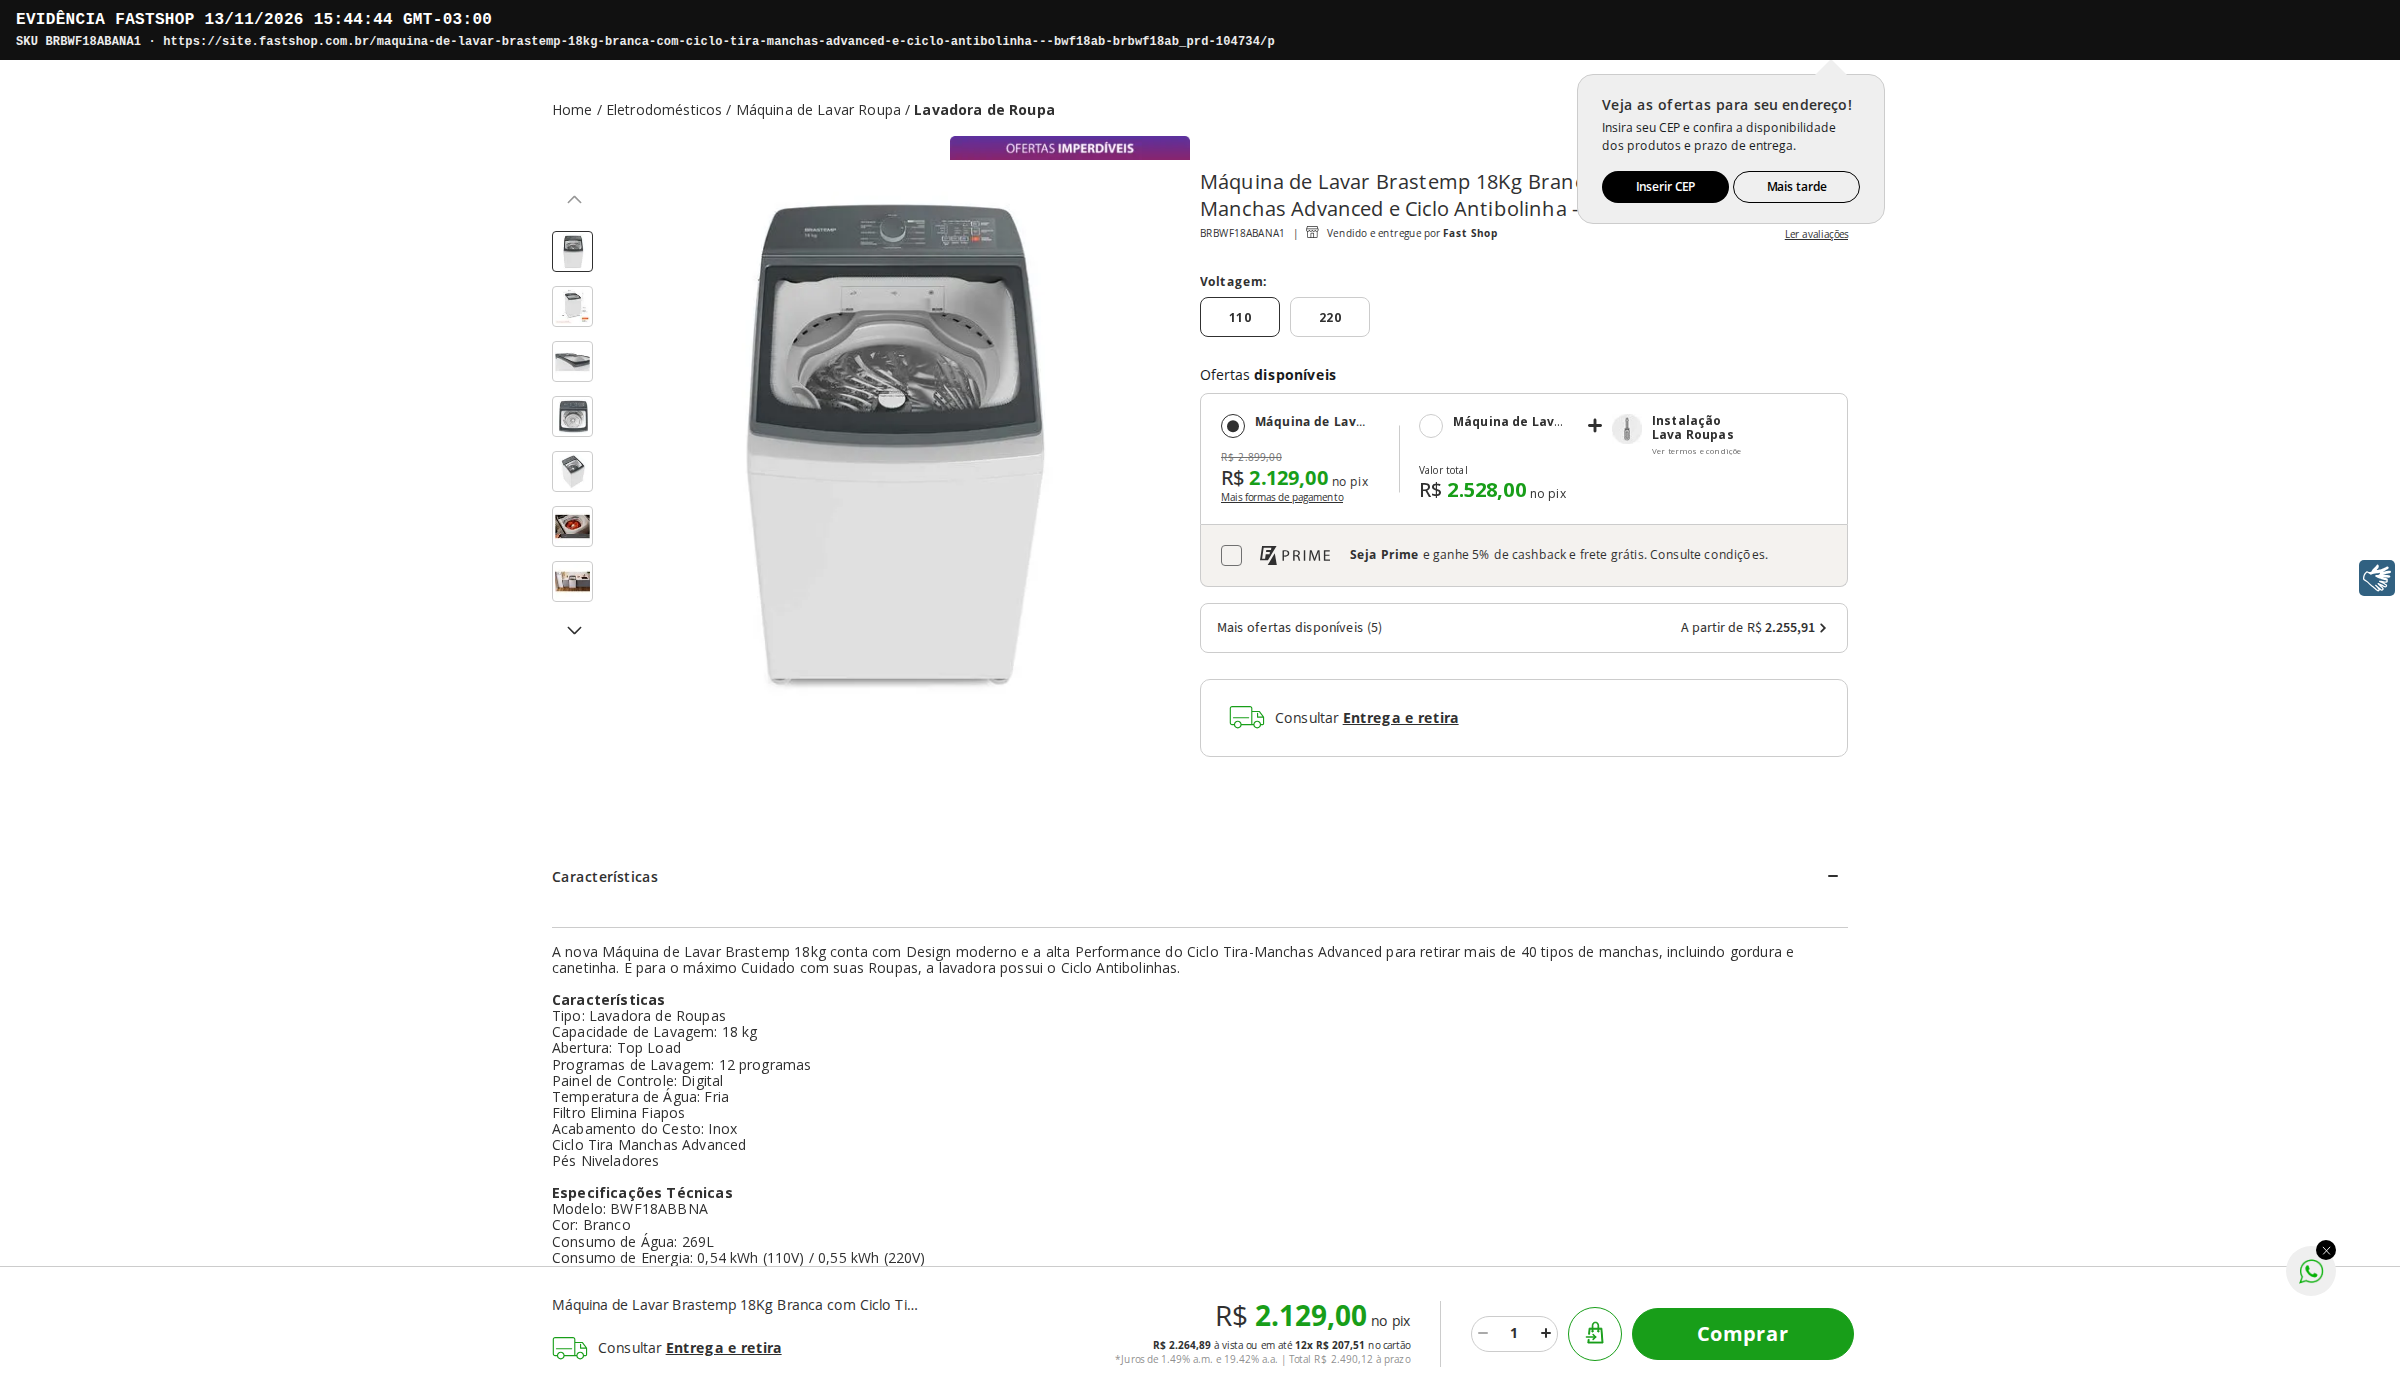 EVIDÊNCIA FASTSHOP 13/11/2026 15:44:44 GMT-03:00
SKU BRBWF18ABANA1 · https://site.fastshop.com.br/maquina-de-lavar-brastemp-18kg-branca-com-ciclo-tira-manchas-advanced-e-ciclo-antibolinha---bwf18ab-brbwf18ab_prd-104734/p
Veja as ofertas para seu endereço!
Insira seu CEP e confira a disponibilidade
dos produtos e prazo de entrega.
Inserir CEP
Mais tarde
Home / Eletrodomésticos / Máquina de Lavar Roupa / Lavadora de Roupa
OFERTAS IMPERDÍVEIS
BRASTEMP
Máquina de Lavar Brastemp 18Kg Bran
Manchas Advanced e Ciclo Antibolinha -
BRBWF18ABANA1 | Vendido e entregue por Fast Shop
Ler avaliações
Voltagem:
110
220
Ofertas disponíveis
Máquina de Lav...
R$ 2.899,00
R$ 2.129,00 no pix
Mais formas de pagamento
Máquina de Lav...
Valor total
R$ 2.528,00 no pix
+
Instalação
Lava Roupas
Ver termos e condiçõe
PRIME
Seja Prime e ganhe 5% de cashback e frete grátis. Consulte condições.
Mais ofertas disponíveis (5)
A partir de R$ 2.255,91
Consultar Entrega e retira
Características
A nova Máquina de Lavar Brastemp 18kg conta com Design moderno e a alta Performance do Ciclo Tira-Manchas Advanced para retirar mais de 40 tipos de manchas, incluindo gordura e
canetinha. E para o máximo Cuidado com suas Roupas, a lavadora possui o Ciclo Antibolinhas.
Características
Tipo: Lavadora de Roupas
Capacidade de Lavagem: 18 kg
Abertura: Top Load
Programas de Lavagem: 12 programas
Painel de Controle: Digital
Temperatura de Água: Fria
Filtro Elimina Fiapos
Acabamento do Cesto: Inox
Ciclo Tira Manchas Advanced
Pés Niveladores
Especificações Técnicas
Modelo: BWF18ABBNA
Cor: Branco
Consumo de Água: 269L
Consumo de Energia: 0,54 kWh (110V) / 0,55 kWh (220V)
Máquina de Lavar Brastemp 18Kg Branca com Ciclo Ti...
Consultar Entrega e retira
R$ 2.129,00 no pix
R$ 2.264,89 à vista ou em até 12x R$ 207,51 no cartão
*Juros de 1.49% a.m. e 19.42% a.a. | Total R$ 2.490,12 à prazo
1
Comprar